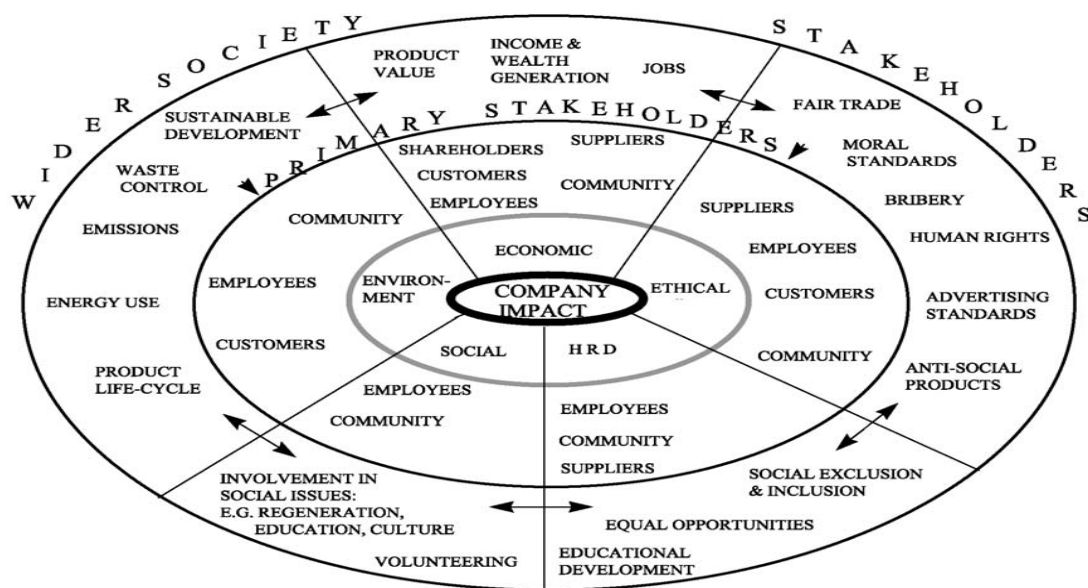 WIDER SOCIETY
STAKEHOLDERS
PRIMARY STAKEHOLDERS
PRODUCT
VALUE
INCOME &
WEALTH
GENERATION
JOBS
SUSTAINABLE
DEVELOPMENT
FAIR TRADE
WASTE
CONTROL
MORAL
STANDARDS
EMISSIONS
BRIBERY
HUMAN RIGHTS
ENERGY USE
ADVERTISING
STANDARDS
PRODUCT
LIFE-CYCLE
ANTI-SOCIAL
PRODUCTS
INVOLVEMENT IN
SOCIAL ISSUES:
E.G. REGENERATION,
EDUCATION, CULTURE
VOLUNTEERING
SOCIAL EXCLUSION
& INCLUSION
EQUAL OPPORTUNITIES
EDUCATIONAL
DEVELOPMENT
SHAREHOLDERS
SUPPLIERS
CUSTOMERS
COMMUNITY
EMPLOYEES
COMMUNITY
EMPLOYEES
CUSTOMERS
SUPPLIERS
EMPLOYEES
CUSTOMERS
COMMUNITY
EMPLOYEES
COMMUNITY
EMPLOYEES
COMMUNITY
SUPPLIERS
ECONOMIC
ENVIRON-
MENT
ETHICAL
SOCIAL
HRD
COMPANY
IMPACT